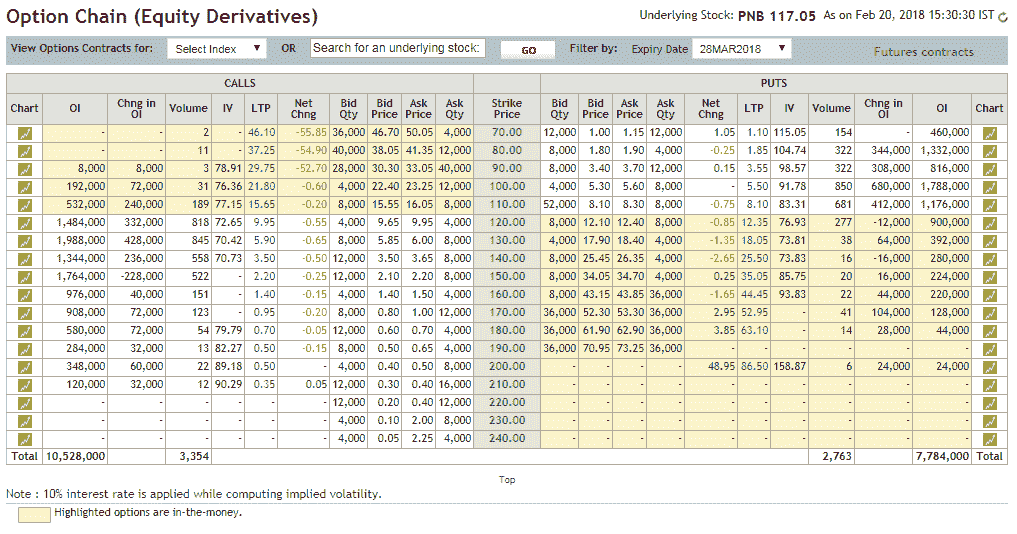 Option Chain (Equity Derivatives)
Underlying Stock: PNB 117.05 As on Feb 20, 2018 15:30:30 IST
View Options Contracts for: Select Index OR Search for an underlying stock: GO Filter by: Expiry Date 28MAR2018 Futures contracts
CALLS PUTS
Chart OI Chng in OI Volume IV LTP Net Chng Bid Qty Bid Price Ask Price Ask Qty Strike Price Bid Qty Bid Price Ask Price Ask Qty Net Chng LTP IV Volume Chng in OI OI Chart
- - 2 - 46.10 -55.85 36,000 46.70 50.05 4,000 70.00 12,000 1.00 1.15 12,000 1.05 1.10 115.05 154 - 460,000
- - 11 - 37.25 -54.90 40,000 38.05 41.35 12,000 80.00 8,000 1.80 1.90 4,000 -0.25 1.85 104.74 322 344,000 1,332,000
8,000 8,000 3 78.91 29.75 -52.70 28,000 30.30 33.05 40,000 90.00 8,000 3.40 3.70 12,000 0.15 3.55 98.57 322 308,000 816,000
192,000 72,000 31 76.36 21.80 -0.60 4,000 22.40 23.25 12,000 100.00 4,000 5.30 5.60 8,000 - 5.50 91.78 850 680,000 1,788,000
532,000 240,000 189 77.15 15.65 -0.20 8,000 15.55 16.05 8,000 110.00 52,000 8.10 8.30 8,000 -0.75 8.10 83.31 681 412,000 1,176,000
1,484,000 332,000 818 72.65 9.95 -0.55 4,000 9.65 9.95 4,000 120.00 8,000 12.10 12.40 8,000 -0.85 12.35 76.93 277 -12,000 900,000
1,988,000 428,000 845 70.42 5.90 -0.65 8,000 5.85 6.00 8,000 130.00 4,000 17.90 18.40 4,000 -1.35 18.05 73.81 38 64,000 392,000
1,344,000 236,000 558 70.73 3.50 -0.50 12,000 3.50 3.65 8,000 140.00 8,000 25.45 26.35 4,000 -2.65 25.50 73.83 16 -16,000 280,000
1,764,000 -228,000 522 - 2.20 -0.25 12,000 2.10 2.20 8,000 150.00 8,000 34.05 34.70 4,000 0.25 35.05 85.75 20 16,000 224,000
976,000 40,000 151 - 1.40 -0.15 4,000 1.40 1.50 4,000 160.00 8,000 43.15 43.85 36,000 -1.65 44.45 93.83 22 44,000 220,000
908,000 72,000 123 - 0.95 -0.20 8,000 0.80 1.00 12,000 170.00 36,000 52.30 53.30 36,000 2.95 52.95 - 41 104,000 128,000
580,000 72,000 54 79.79 0.70 -0.05 12,000 0.60 0.70 4,000 180.00 36,000 61.90 62.90 36,000 3.85 63.10 - 14 28,000 44,000
284,000 32,000 13 82.27 0.50 -0.15 8,000 0.50 0.65 4,000 190.00 36,000 70.95 73.25 36,000 - - - - - -
348,000 60,000 22 89.18 0.50 - 4,000 0.40 0.50 8,000 200.00 - - - - 48.95 86.50 158.87 6 24,000 24,000
120,000 32,000 12 90.29 0.35 0.05 12,000 0.30 0.40 16,000 210.00 - - - - - - - - - -
- - - - - - 12,000 0.20 0.40 12,000 220.00 - - - - - - - - - -
- - - - - - 4,000 0.10 2.00 8,000 230.00 - - - - - - - - - -
- - - - - - 4,000 0.05 2.25 4,000 240.00 - - - - - - - - - -
Total 10,528,000 3,354 2,763 7,784,000 Total
Top
Note : 10% interest rate is applied while computing implied volatility.
Highlighted options are in-the-money.